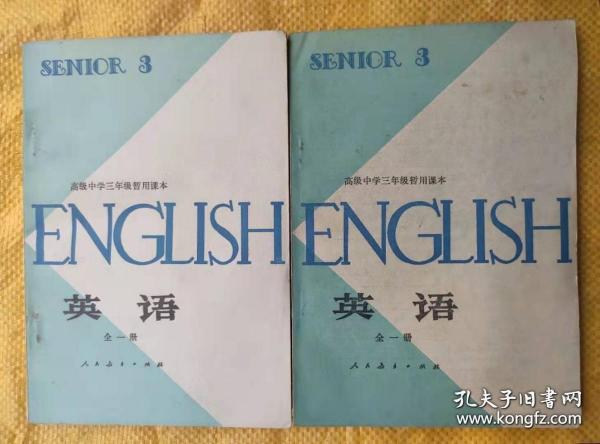 SENIOR 3
高级中学三年级暂用课本
ENGLISH
英语
全一册
人民教育出版社
SENIOR 3
高级中学三年级暂用课本
ENGLISH
英语
全一册
人民教育出版社
孔夫子旧书网
www.kongfz.com